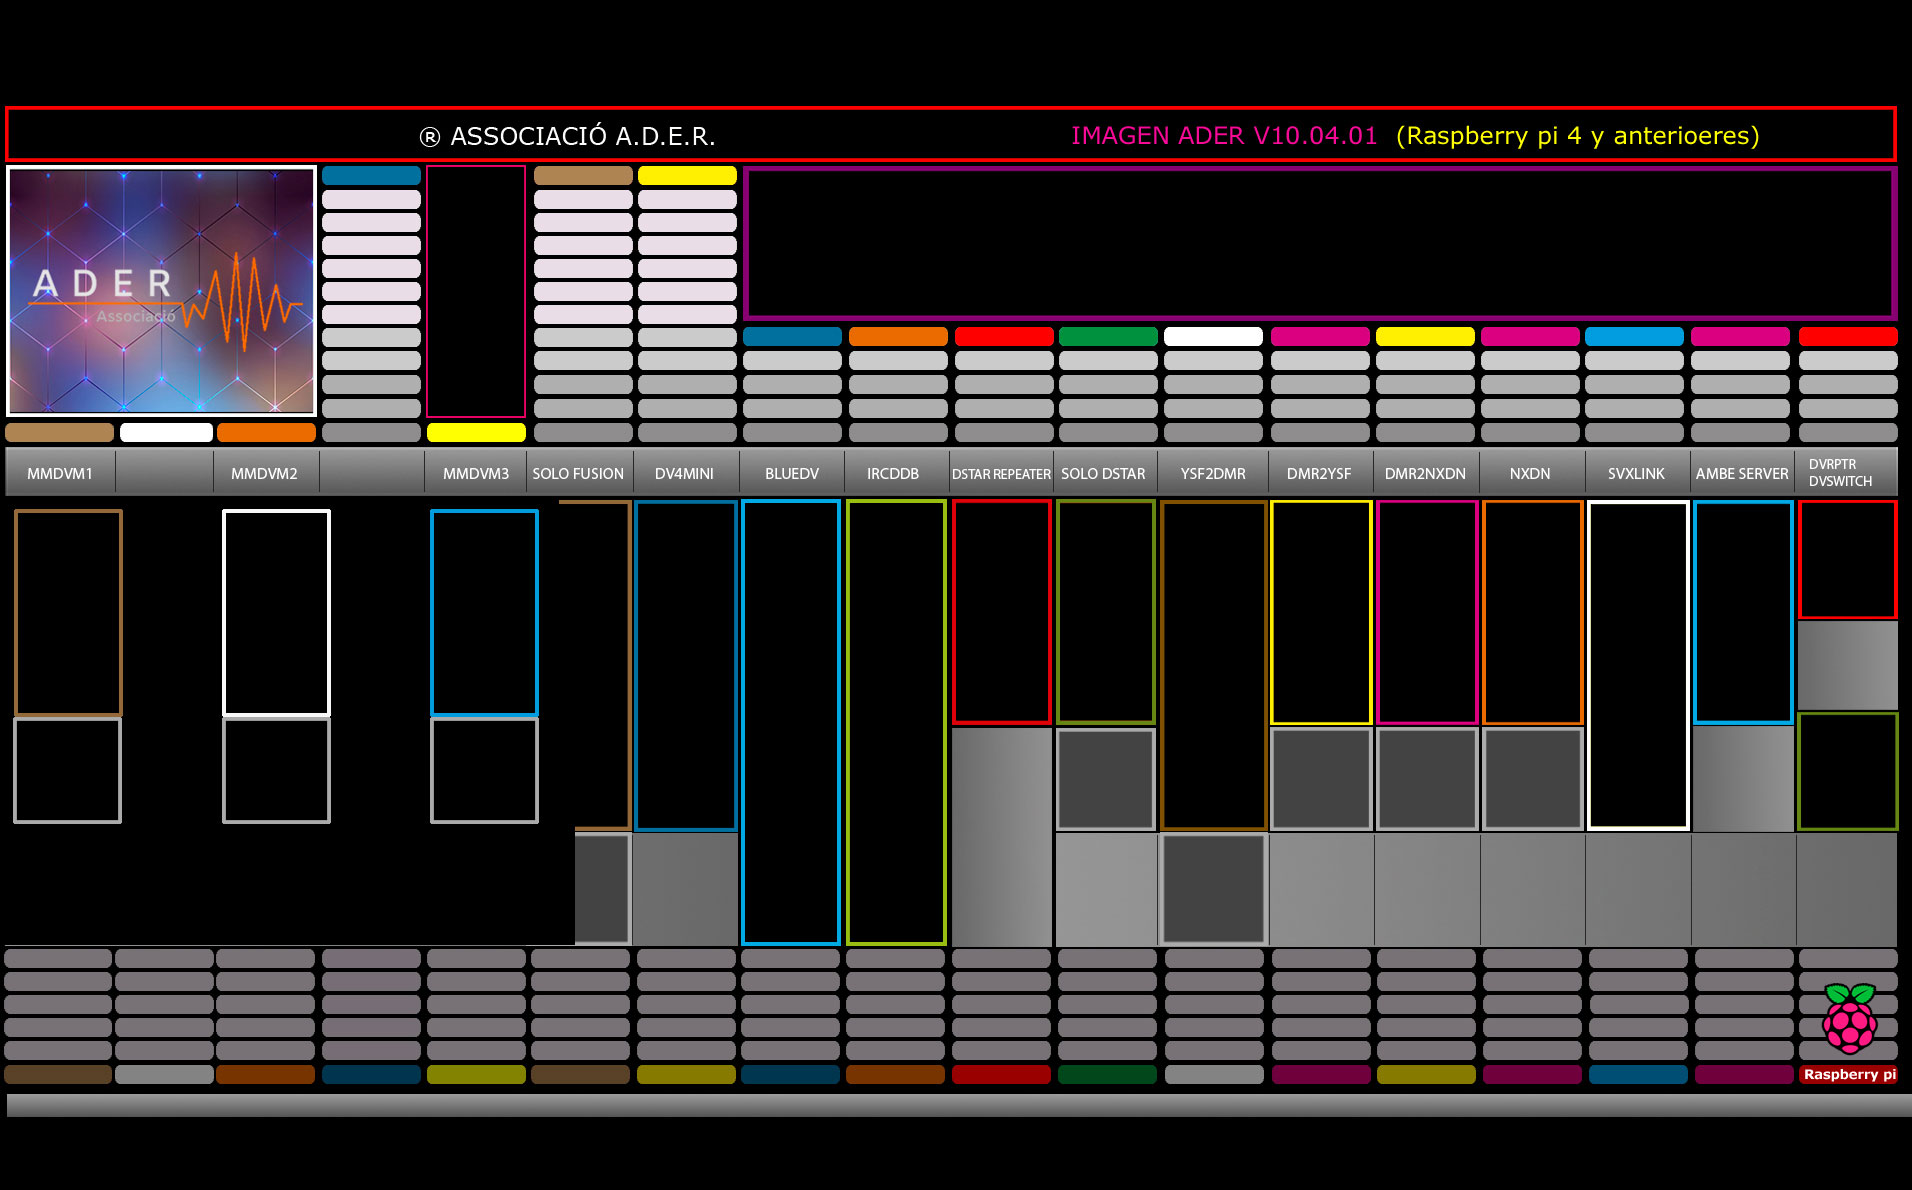 ® ASSOCIACIÓ A.D.E.R.
IMAGEN ADER V10.04.01 (Raspberry pi 4 y anterioeres)
ADER
Associació
MMDVM1
MMDVM2
MMDVM3
SOLO FUSION
DV4MINI
BLUEDV
IRCDDB
DSTAR REPEATER
SOLO DSTAR
YSF2DMR
DMR2YSF
DMR2NXDN
NXDN
SVXLINK
AMBE SERVER
DVRPTR
DVSWITCH
Raspberry pi